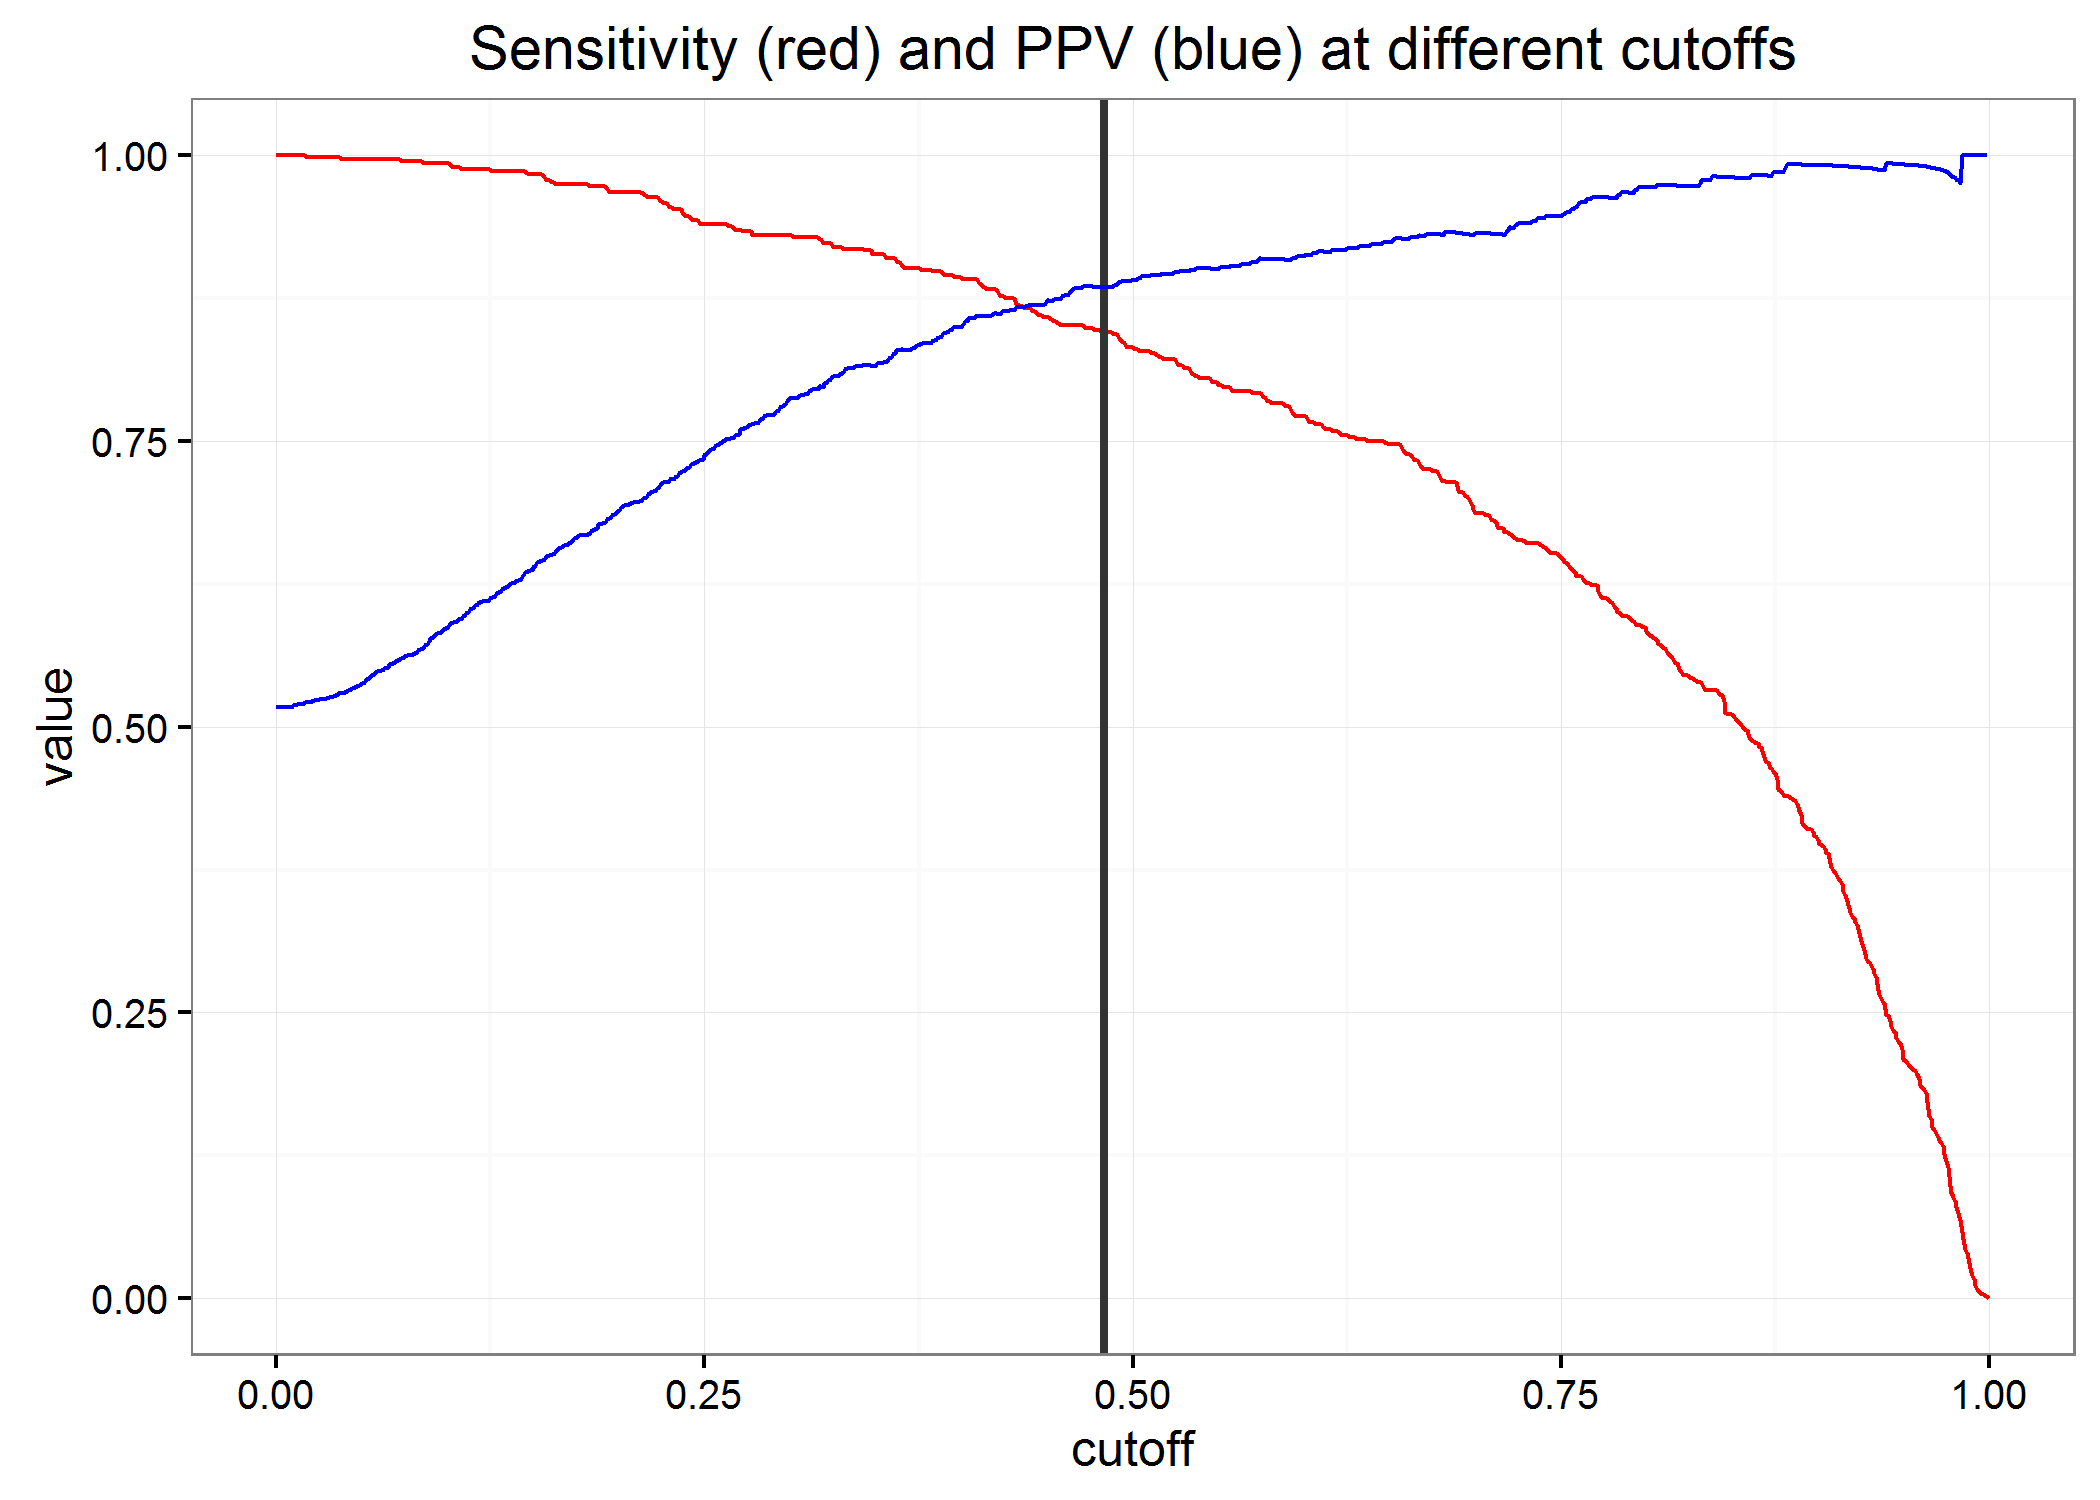 Sensitivity (red) and PPV (blue) at different cutoffs
1.00
0.75
0.50
0.25
0.00
value
0.00 0.25 0.50 0.75 1.00
cutoff